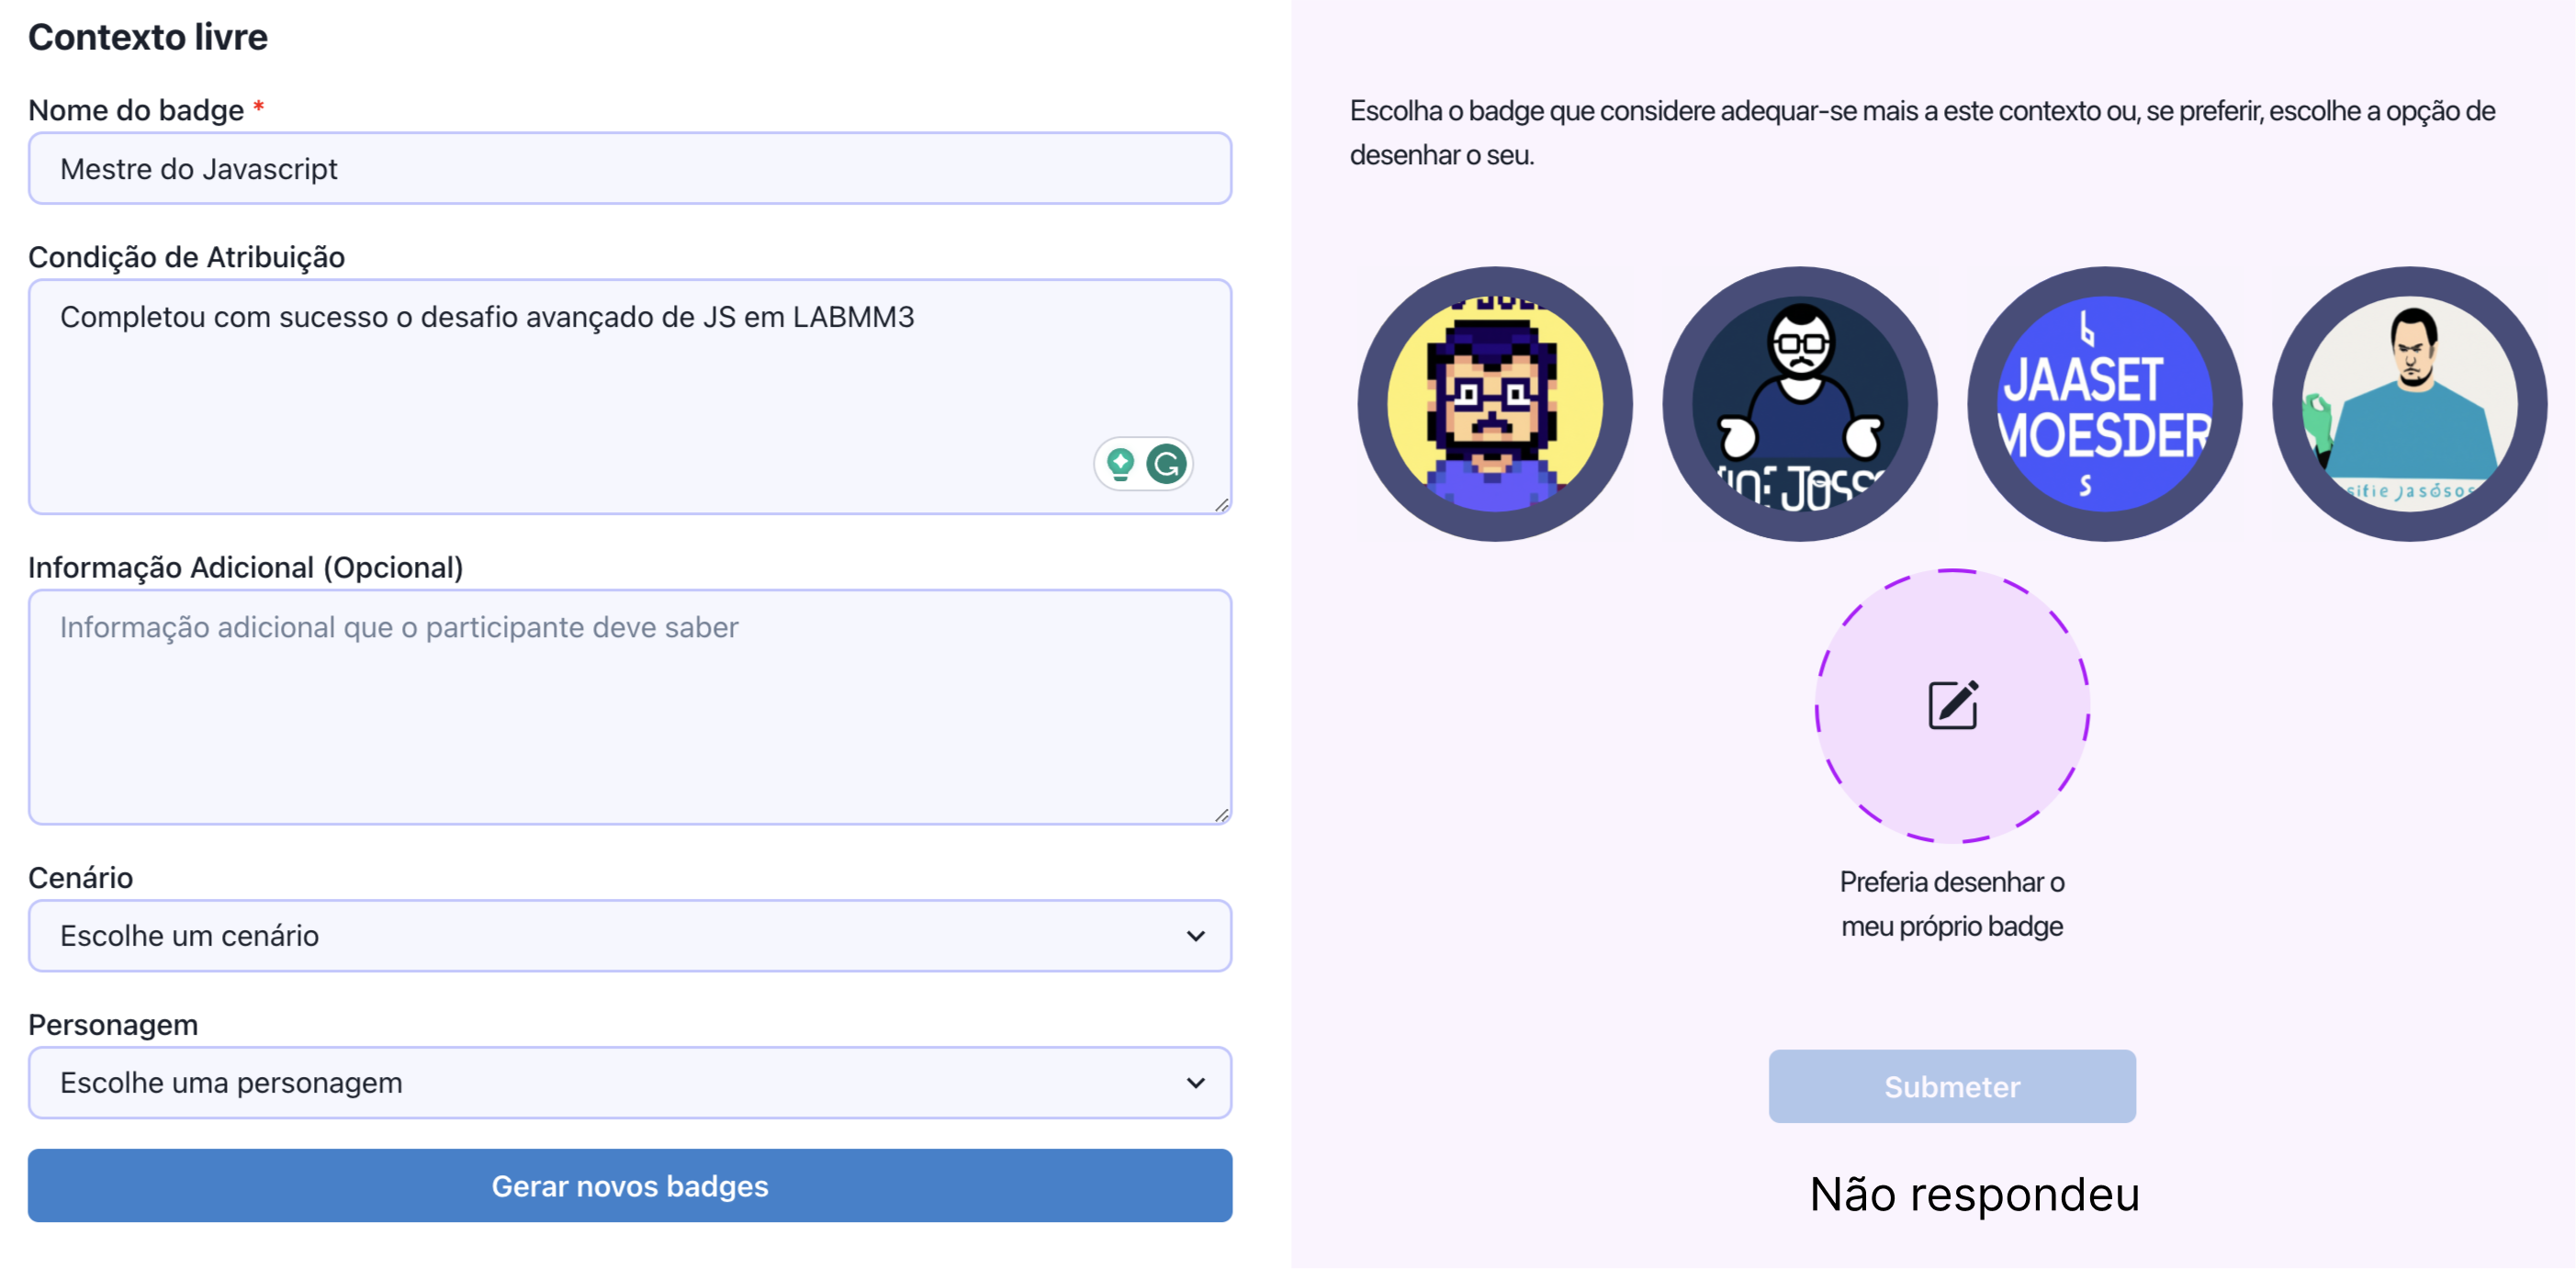 Contexto livre
Nome do badge *
Mestre do Javascript
Condição de Atribuição
Completou com sucesso o desafio avançado de JS em LABMM3
Informação Adicional (Opcional)
Informação adicional que o participante deve saber
Cenário
Escolhe um cenário
Personagem
Escolhe uma personagem
Gerar novos badges
Escolha o badge que considere adequar-se mais a este contexto ou, se preferir, escolhe a opção de
desenhar o seu.
JAASET
MOESDER
s
Preferia desenhar o
meu próprio badge
Submeter
Não respondeu